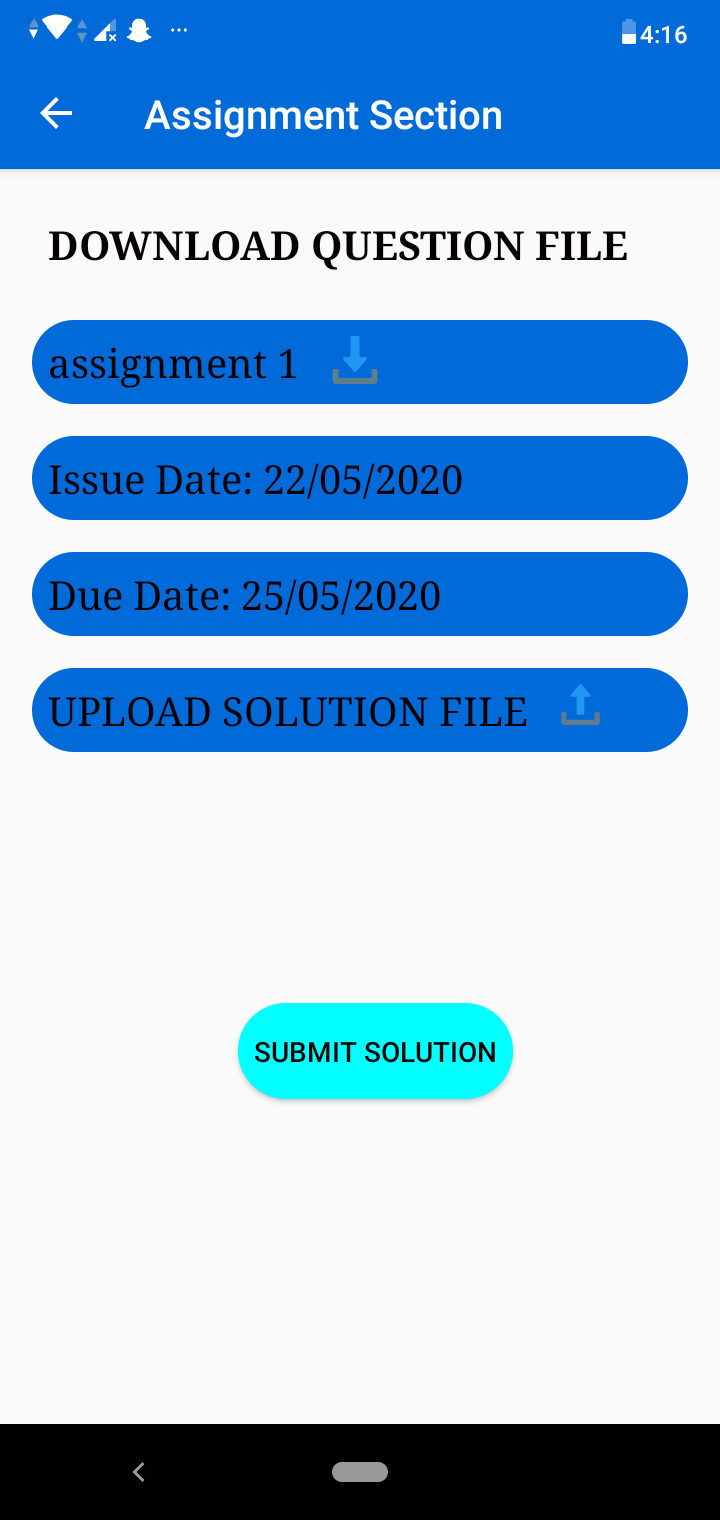 4:16
Assignment Section
DOWNLOAD QUESTION FILE
assignment 1
Issue Date: 22/05/2020
Due Date: 25/05/2020
UPLOAD SOLUTION FILE
SUBMIT SOLUTION